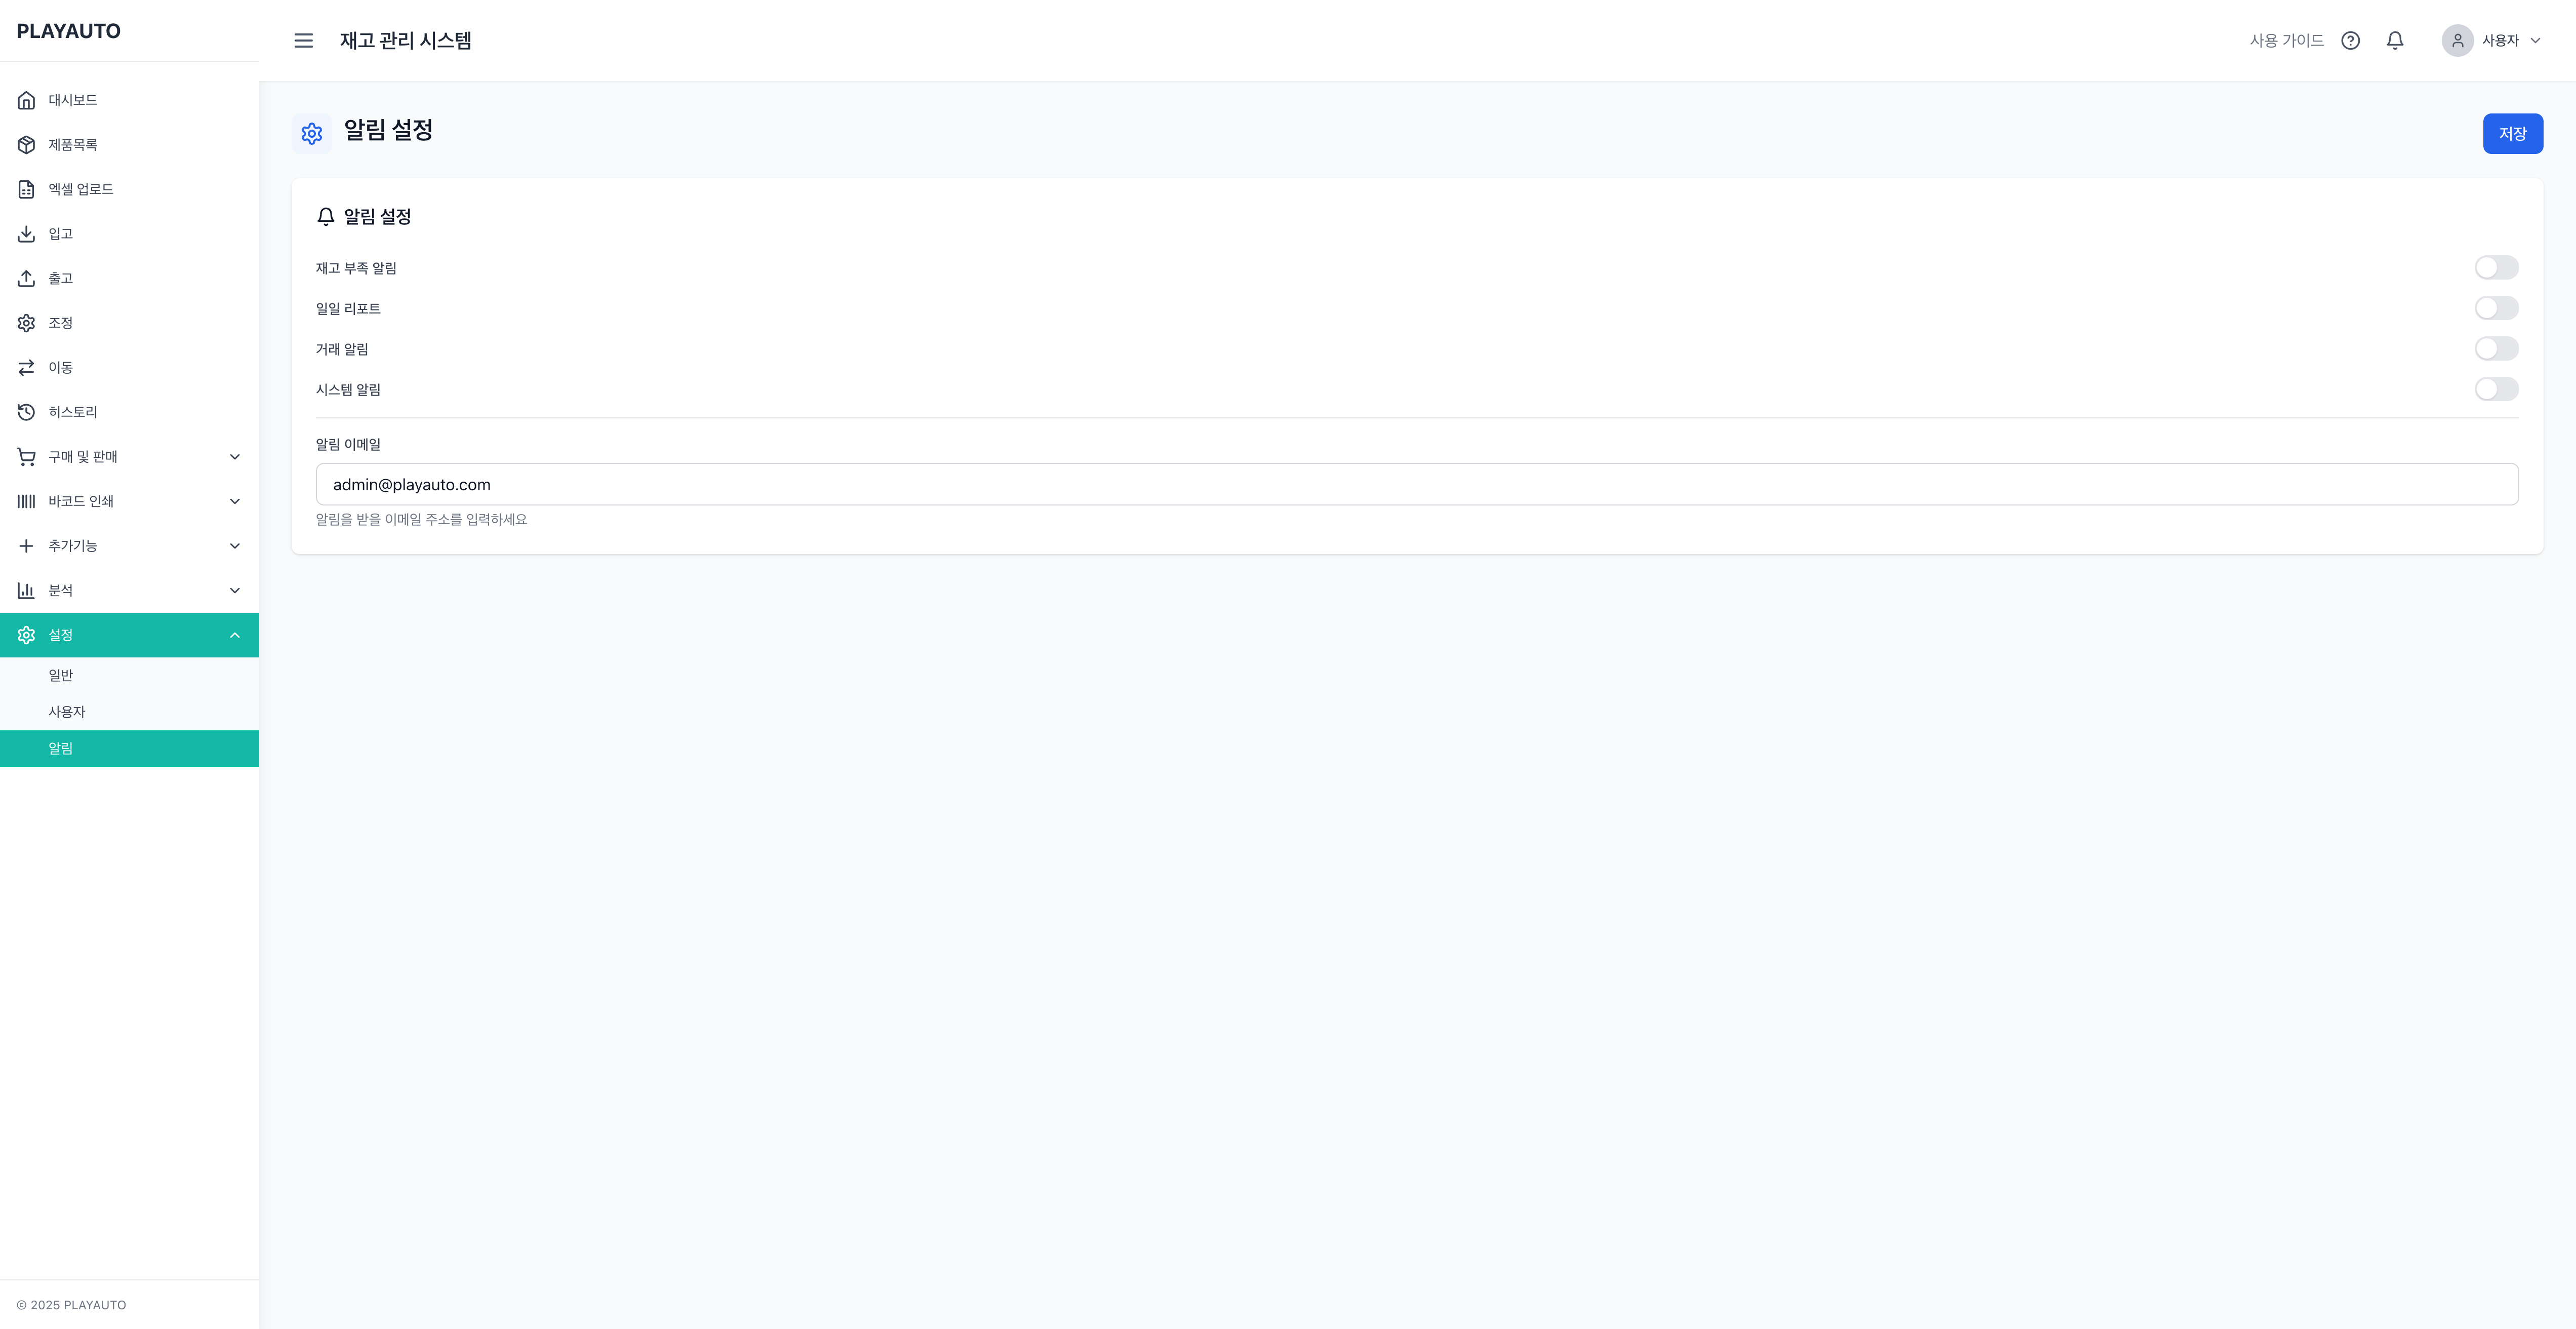 PLAYAUTO
재고 관리 시스템
사용 가이드
사용자
대시보드
제품목록
엑셀 업로드
입고
출고
조정
이동
히스토리
구매 및 판매
바코드 인쇄
추가기능
분석
설정
일반
사용자
알림
© 2025 PLAYAUTO
알림 설정
저장
알림 설정
재고 부족 알림
일일 리포트
거래 알림
시스템 알림
알림 이메일
admin@playauto.com
알림을 받을 이메일 주소를 입력하세요